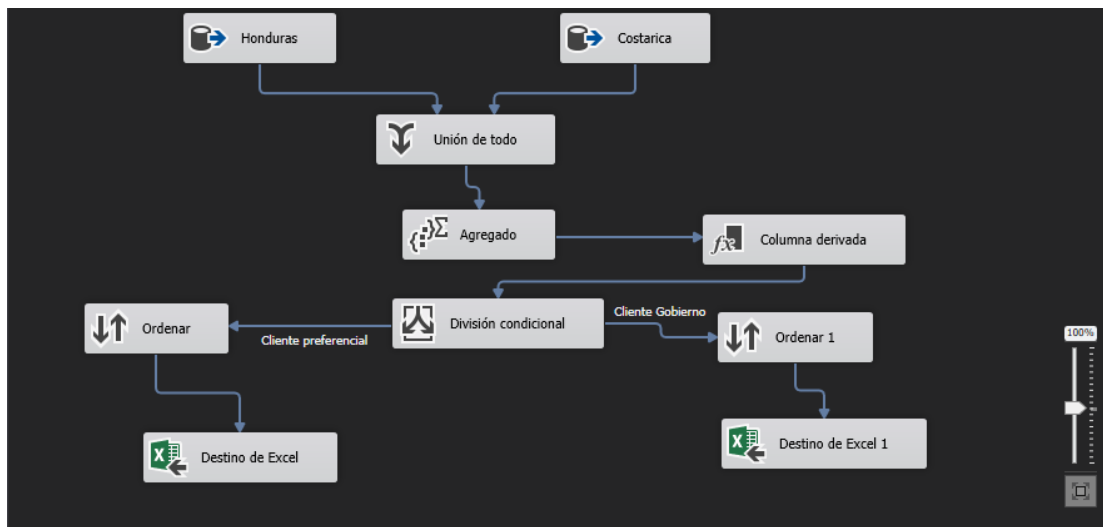 Honduras
Costarica
Unión de todo
Agregado
Columna derivada
División condicional
Cliente Gobierno
Ordenar
Cliente preferencial
Ordenar 1
100%
Destino de Excel
Destino de Excel 1